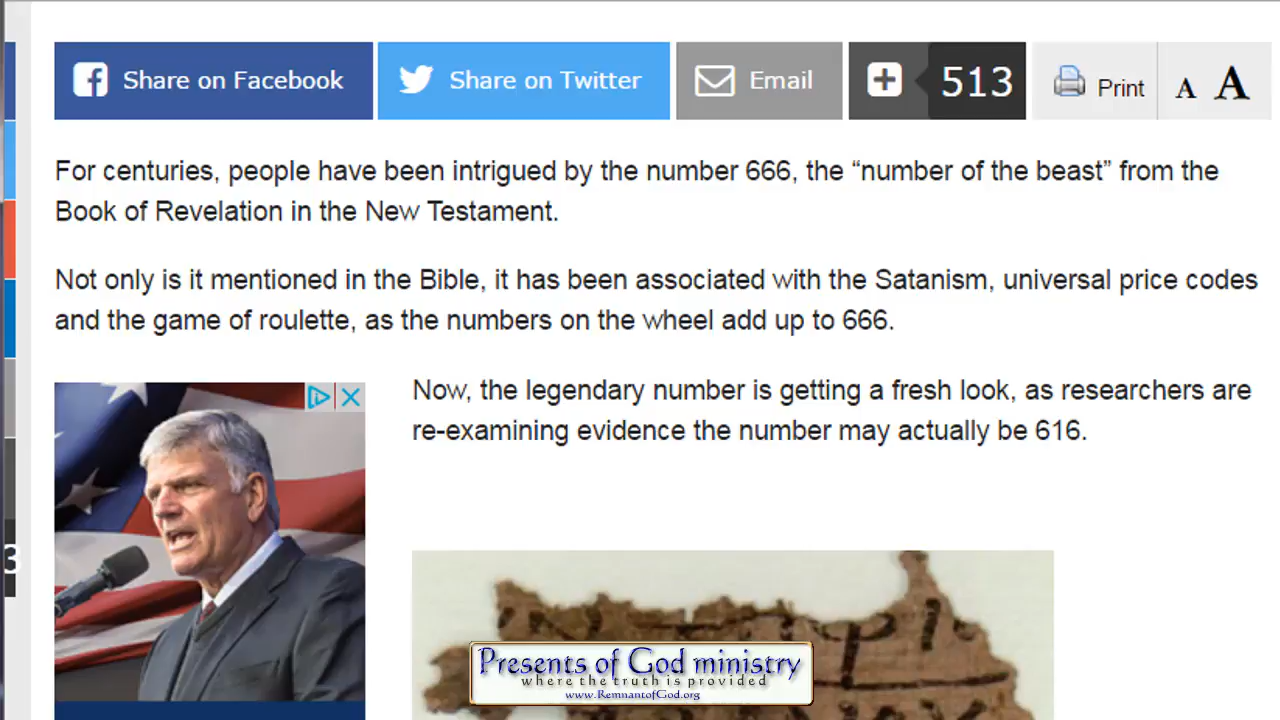 Share on Facebook
Share on Twitter
Email
513
Print
A A
For centuries, people have been intrigued by the number 666, the “number of the beast” from the
Book of Revelation in the New Testament.
Not only is it mentioned in the Bible, it has been associated with the Satanism, universal price codes
and the game of roulette, as the numbers on the wheel add up to 666.
Now, the legendary number is getting a fresh look, as researchers are
re-examining evidence the number may actually be 616.
3
Presents of God ministry
where the truth is provided
www.RemnantofGod.org